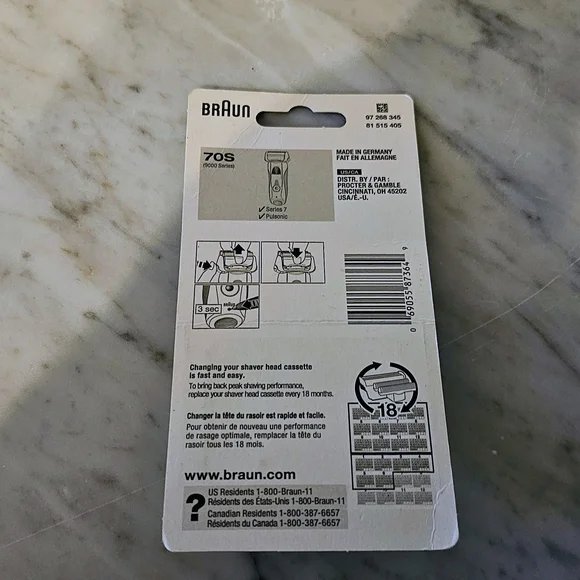 BRAUN
97 268 345
81 515 405
70S
(9000 Series)
✓ Series 7
✓ Pulsonic
MADE IN GERMANY
FAIT EN ALLEMAGNE
US/CA
DISTR. BY / PAR :
PROCTER & GAMBLE
CINCINNATI, OH 45202
USA/É.-U.
3 sec
0 69055 87364 9
Changing your shaver head cassette
is fast and easy.
To bring back peak shaving performance,
replace your shaver head cassette every 18 months.
Changer la tête du rasoir est rapide et facile.
Pour obtenir de nouveau une performance
de rasage optimale, remplacer la tête du
rasoir tous les 18 mois.
18
www.braun.com
?
US Residents 1-800-Braun-11
Résidents des États-Unis 1-800-Braun-11
Canadian Residents 1-800-387-6657
Résidents du Canada 1-800-387-6657